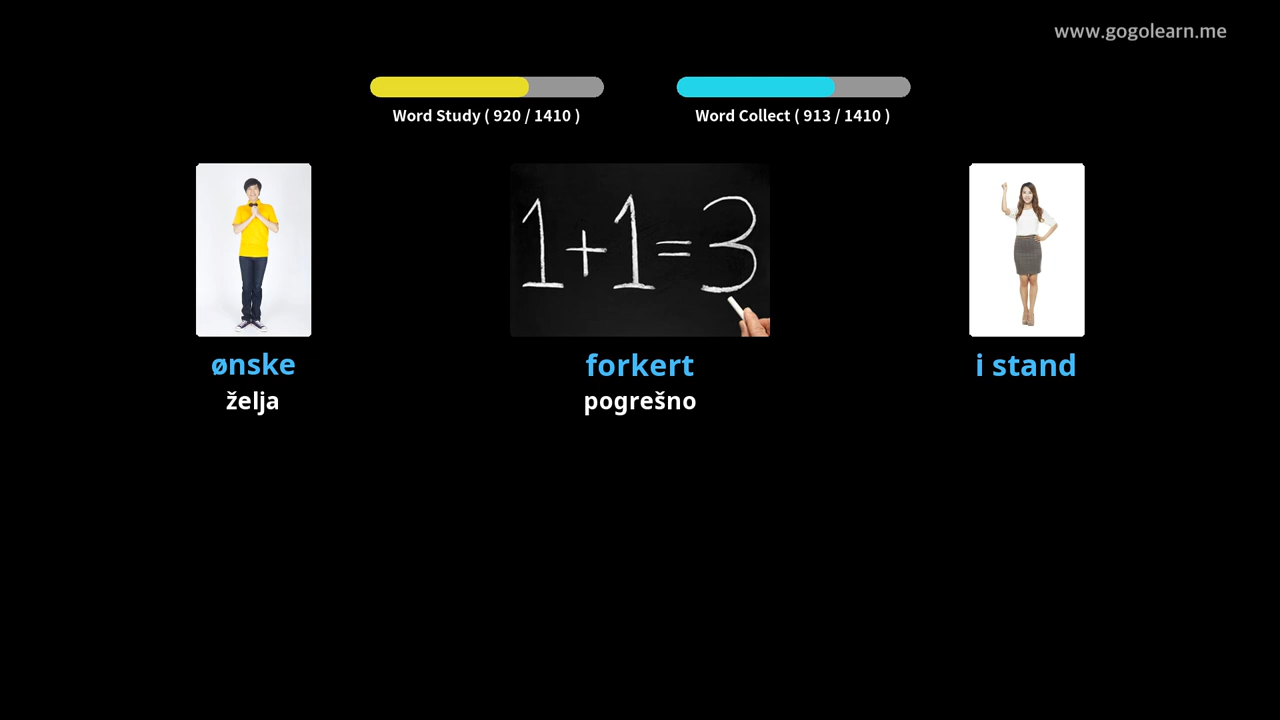 www.gogolearn.me
Word Study ( 920 / 1410 )
Word Collect ( 913 / 1410 )
1+1=3
ønske
želja
forkert
pogrešno
i stand